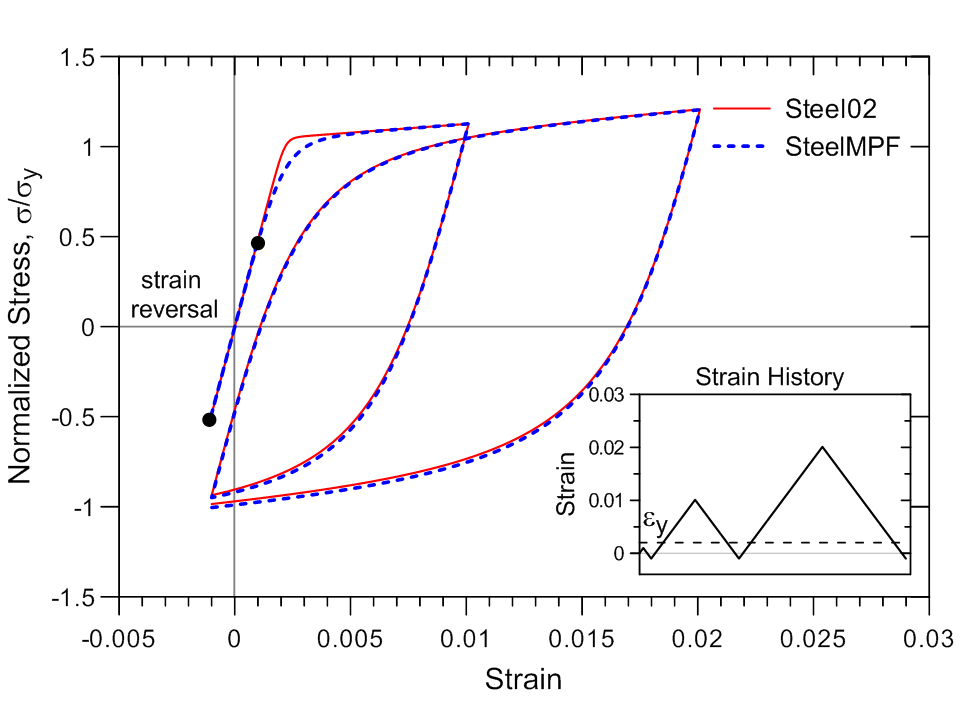 1.5
1
0.5
0
-0.5
-1
-1.5
Normalized Stress, σ/σy
Steel02
SteelMPF
strain
reversal
Strain History
0.03
0.02
0.01
0
Strain
εy
-0.005
0
0.005
0.01
0.015
0.02
0.025
0.03
Strain